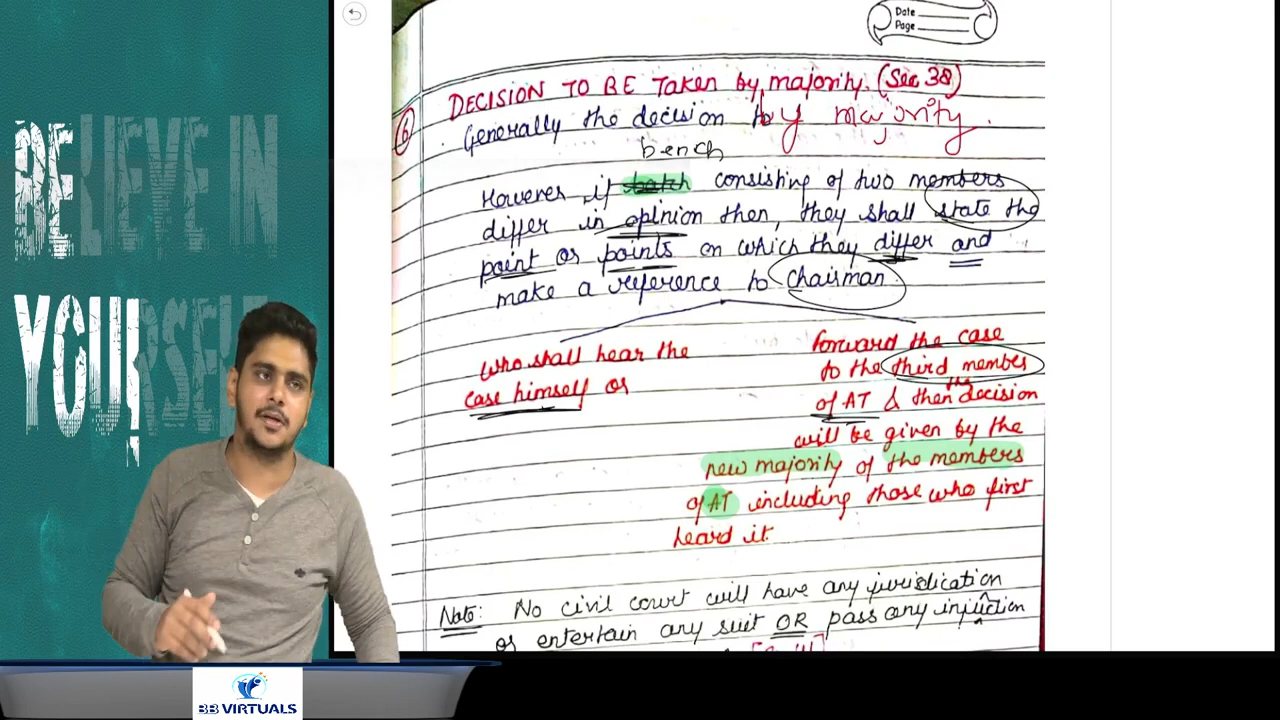 BELIEVE IN
YOURSELF
Date
Page
DECISION TO BE Taken by majority. (Sec 38)
6
Generally the decision by majority.
bench
However, if batch consisting of two members
differ in opinion then, they shall state the
point or points on which they differ and
make a reference to Chairman.
who shall hear the
case himself or
forward the case
to the third member
of AT & then the decision
will be given by the
new majority of the members
of AT including those who first
heard it.
Note: No civil court will have any jurisdication
or entertain any suit OR pass any injuction
BB VIRTUALS